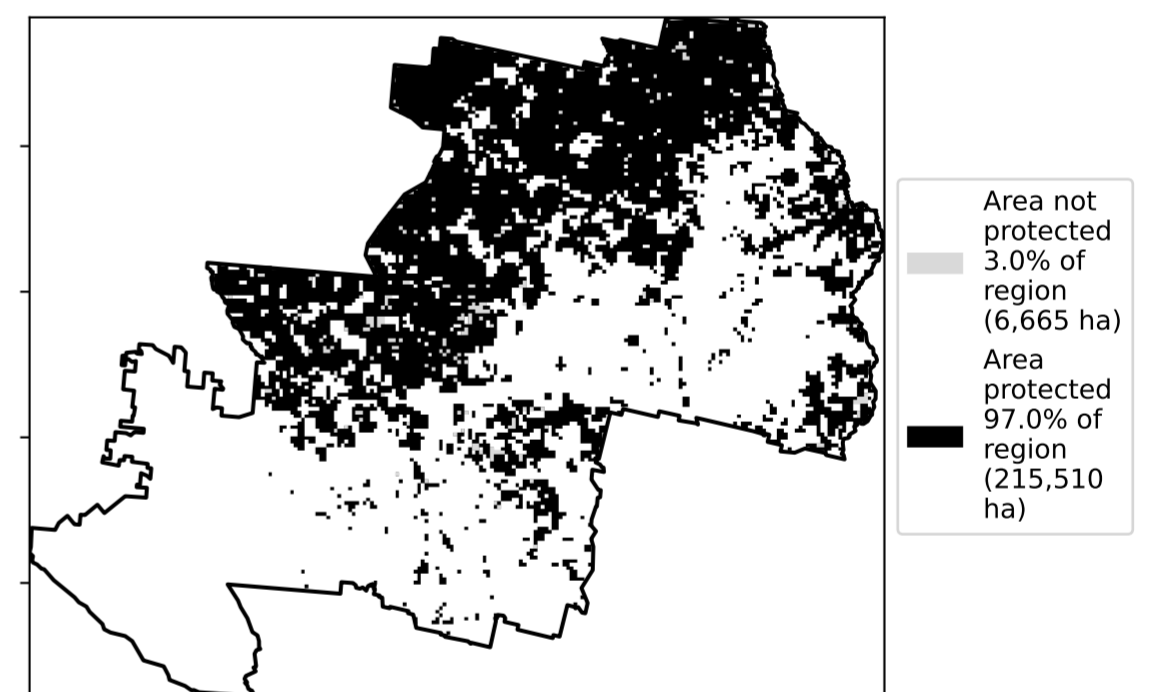 Area not
protected
3.0% of
region
(6,665 ha)
Area
protected
97.0% of
region
(215,510
ha)